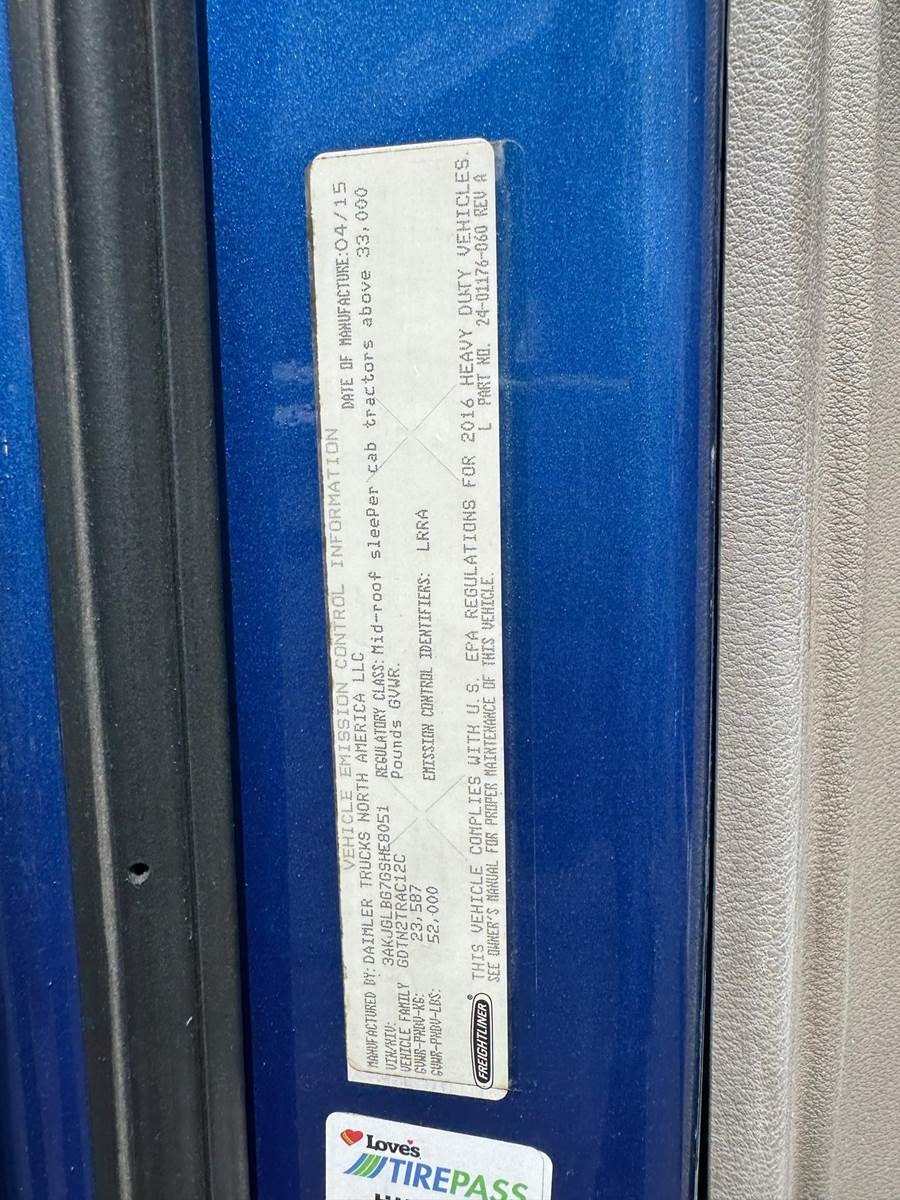 VEHICLE EMISSION CONTROL INFORMATION
MANUFACTURED BY: DAIMLER TRUCKS NORTH AMERICA LLC DATE OF MANUFACTURE: 04/15
VIN/NIV: 3AKJGLBG7GSHE8051 REGULATORY CLASS: Mid-roof sleeper cab tractors above 33,000
VEHICLE FAMILY GDTN2TRAC12C Pounds GVWR.
GVWR-PNBV-KG: 23,587
GVWR-PNBV-LBS: 52,000 EMISSION CONTROL IDENTIFIERS: LRRA
THIS VEHICLE COMPLIES WITH U.S. EPA REGULATIONS FOR 2016 HEAVY DUTY VEHICLES.
SEE OWNER'S MANUAL FOR PROPER MAINTENANCE OF THIS VEHICLE. L PART NO. 24-01176-060 REV A
FREIGHTLINER®
Love's
TIREPASS